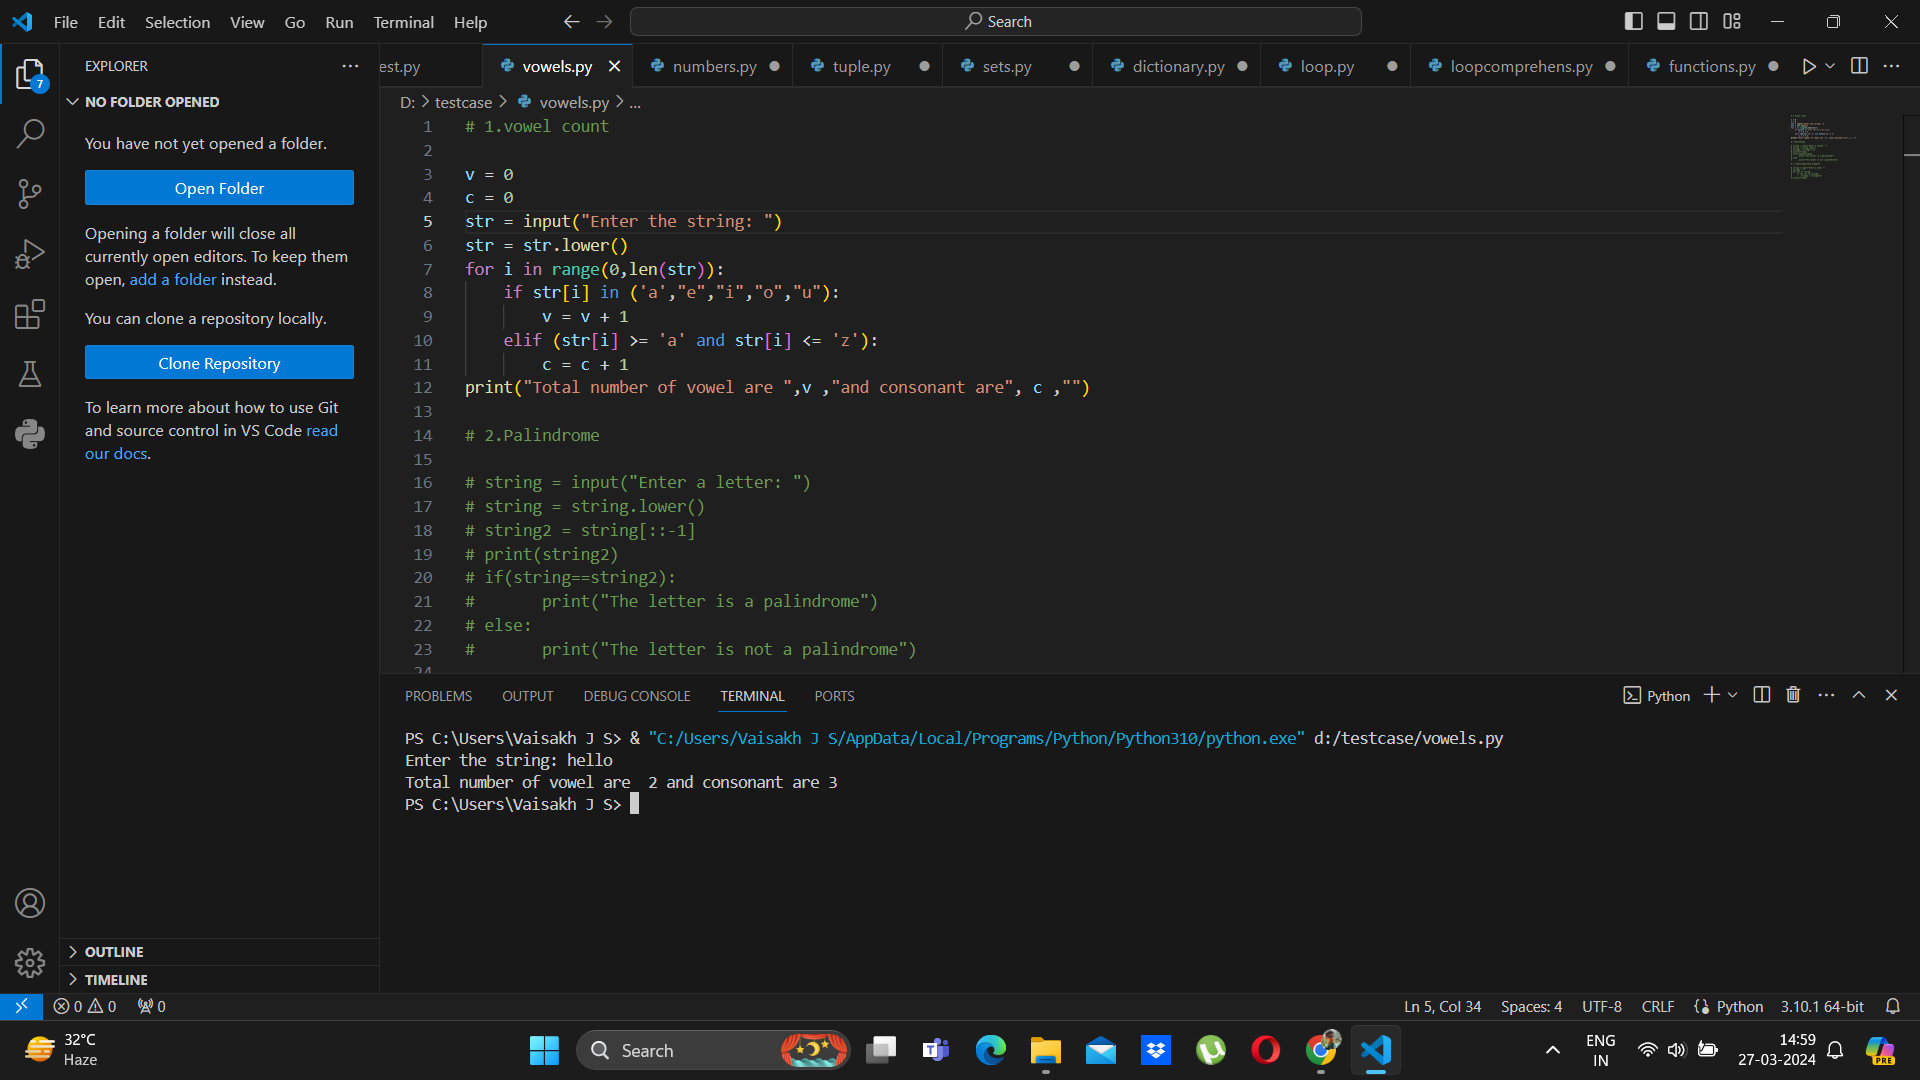 File Edit Selection View Go Run Terminal Help
Search
EXPLORER
7
NO FOLDER OPENED
You have not yet opened a folder.
Open Folder
Opening a folder will close all
currently open editors. To keep them
open, add a folder instead.
You can clone a repository locally.
Clone Repository
To learn more about how to use Git
and source control in VS Code read
our docs.
OUTLINE
TIMELINE
est.py vowels.py numbers.py tuple.py sets.py dictionary.py loop.py loopcomprehens.py functions.py
D: > testcase > vowels.py > ...
1 # 1.vowel count
2
3 v = 0
4 c = 0
5 str = input("Enter the string: ")
6 str = str.lower()
7 for i in range(0,len(str)):
8 if str[i] in ('a',"e","i","o","u"):
9 v = v + 1
10 elif (str[i] >= 'a' and str[i] <= 'z'):
11 c = c + 1
12 print("Total number of vowel are ",v ,"and consonant are", c ,"")
13
14 # 2.Palindrome
15
16 # string = input("Enter a letter: ")
17 # string = string.lower()
18 # string2 = string[::-1]
19 # print(string2)
20 # if(string==string2):
21 # print("The letter is a palindrome")
22 # else:
23 # print("The letter is not a palindrome")
24
PROBLEMS OUTPUT DEBUG CONSOLE TERMINAL PORTS
Python
PS C:\Users\Vaisakh J S> & "C:/Users/Vaisakh J S/AppData/Local/Programs/Python/Python310/python.exe" d:/testcase/vowels.py
Enter the string: hello
Total number of vowel are  2 and consonant are 3
PS C:\Users\Vaisakh J S>
0 0 0
Ln 5, Col 34 Spaces: 4 UTF-8 CRLF Python 3.10.1 64-bit
32°C
Haze
Search
ENG
IN
14:59
27-03-2024
PRE